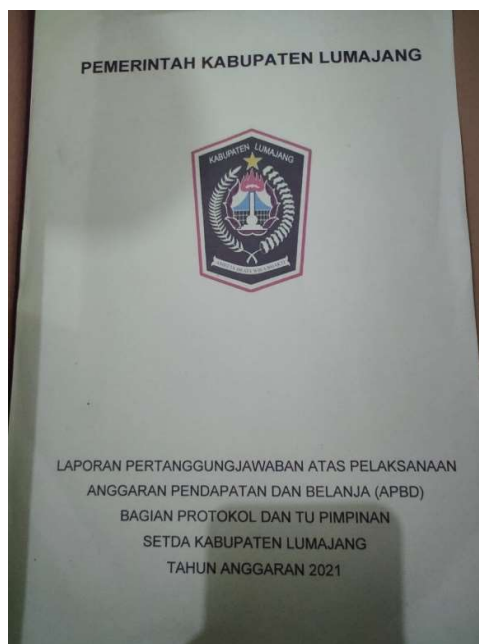 PEMERINTAH KABUPATEN LUMAJANG
KABUPATEN LUMAJANG
LAPORAN PERTANGGUNGJAWABAN ATAS PELAKSANAAN
ANGGARAN PENDAPATAN DAN BELANJA (APBD)
BAGIAN PROTOKOL DAN TU PIMPINAN
SETDA KABUPATEN LUMAJANG
TAHUN ANGGARAN 2021